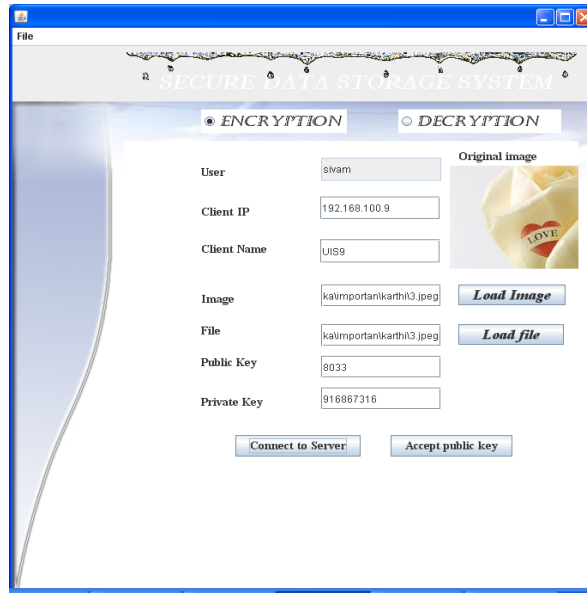 File
SECURE DATA STORAGE SYSTEM
ENCRYPTION DECRYPTION
Original image
User sivam
Client IP 192.168.100.9
LOVE
Client Name UIS9
Image ka\importan\karthi\3.jpeg Load Image
File ka\importan\karthi\3.jpeg Load file
Public Key 8033
Private Key 916867316
Connect to Server Accept public key